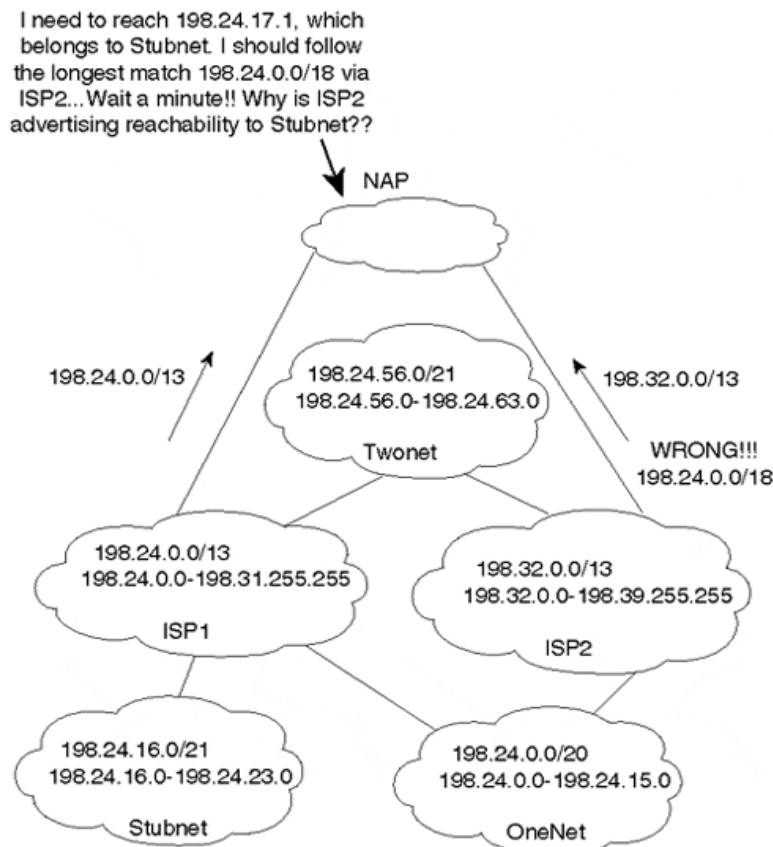 I need to reach 198.24.17.1, which
belongs to Stubnet. I should follow
the longest match 198.24.0.0/18 via
ISP2...Wait a minute!! Why is ISP2
advertising reachability to Stubnet??
NAP
198.24.0.0/13
198.24.56.0/21
198.24.56.0-198.24.63.0
Twonet
198.32.0.0/13
WRONG!!!
198.24.0.0/18
198.24.0.0/13
198.24.0.0-198.31.255.255
ISP1
198.32.0.0/13
198.32.0.0-198.39.255.255
ISP2
198.24.16.0/21
198.24.16.0-198.24.23.0
Stubnet
198.24.0.0/20
198.24.0.0-198.24.15.0
OneNet